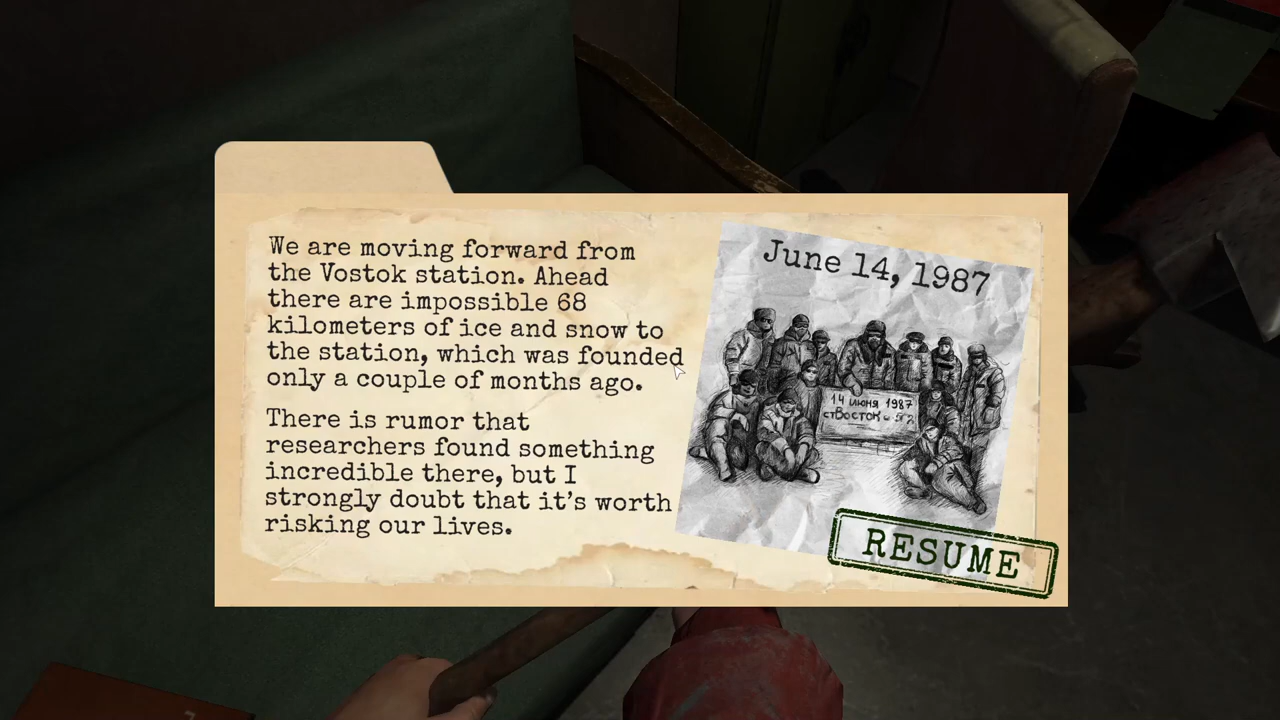 We are moving forward from
the Vostok station. Ahead
there are impossible 68
kilometers of ice and snow to
the station, which was founded
only a couple of months ago.
There is rumor that
researchers found something
incredible there, but I
strongly doubt that it's worth
risking our lives.
June 14, 1987
14 июня 1987
стВосток
RESUME